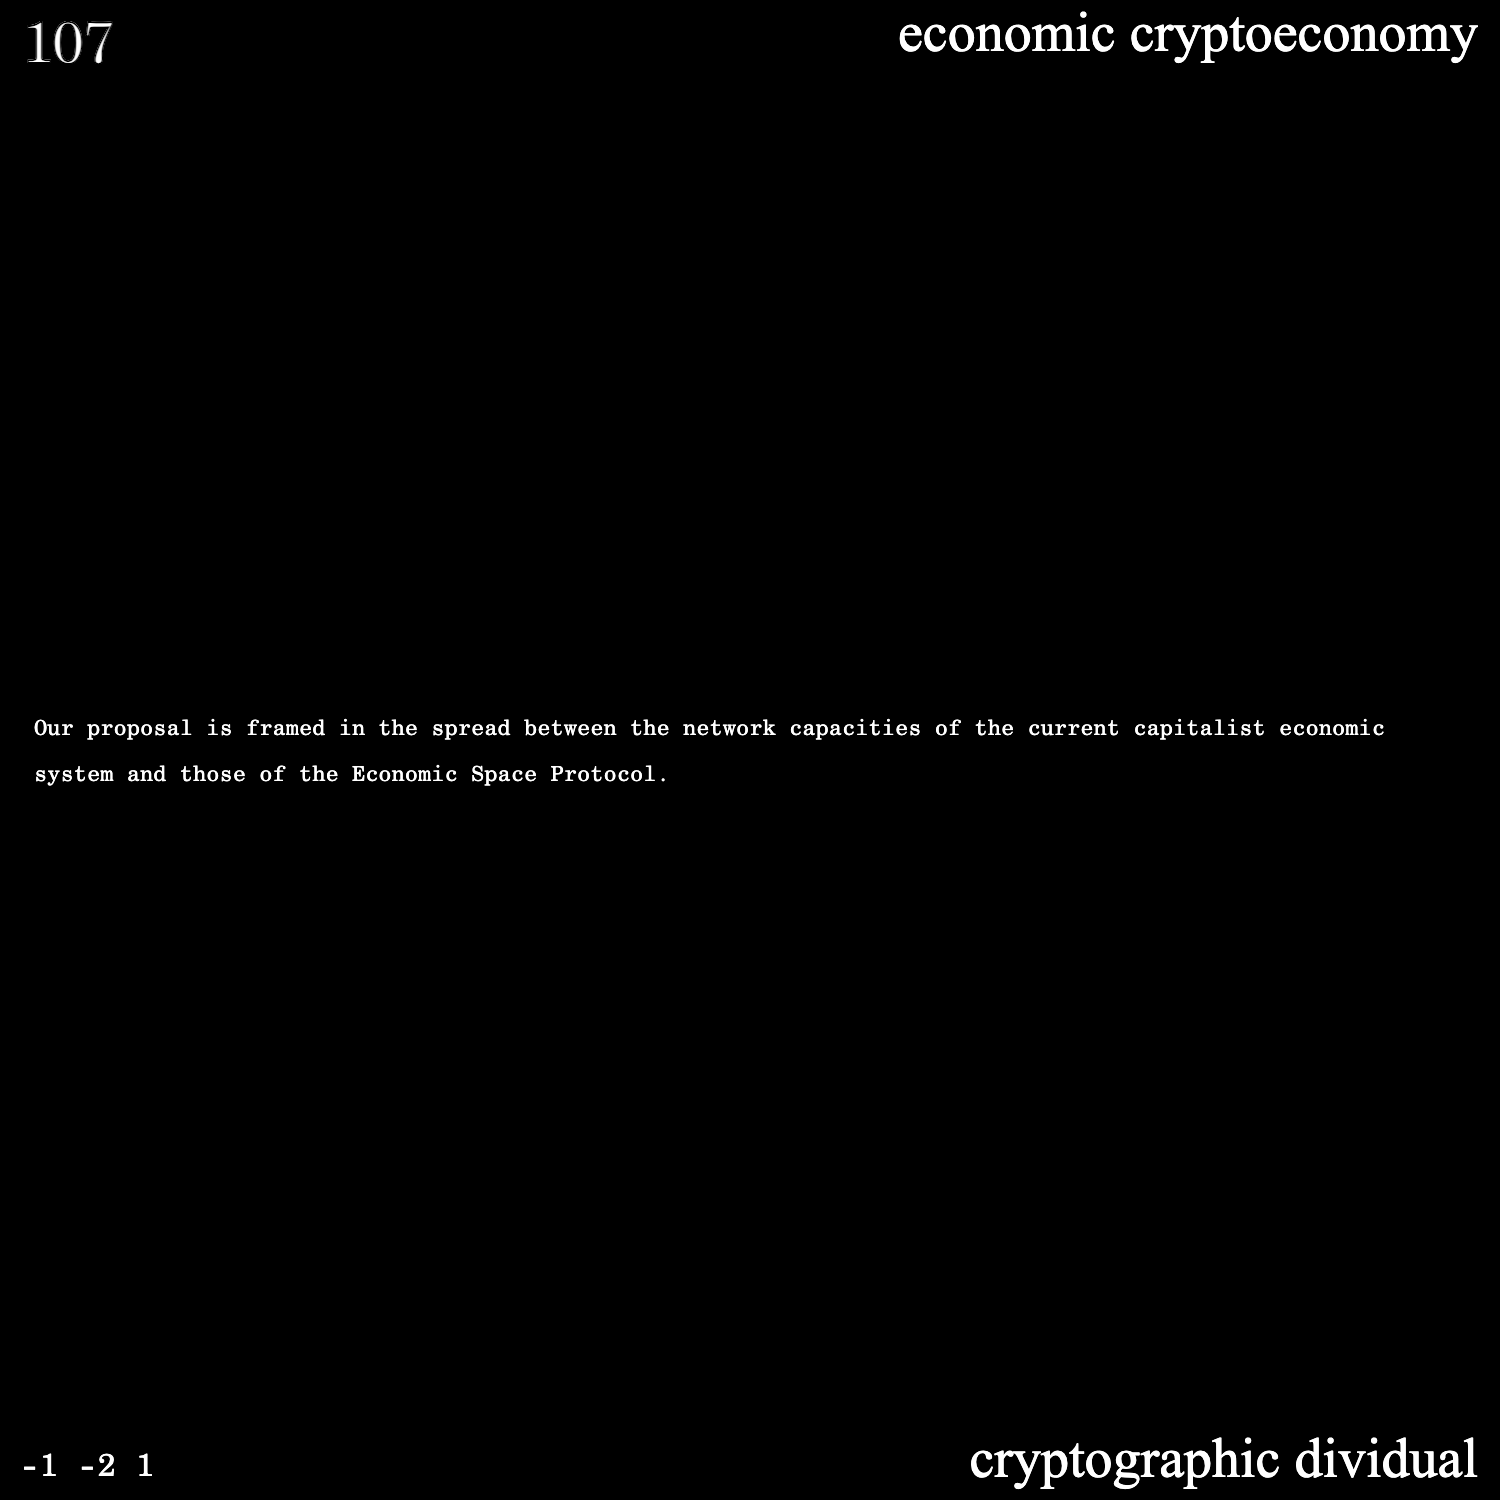 107
economic cryptoeconomy
Our proposal is framed in the spread between the network capacities of the current capitalist economic
system and those of the Economic Space Protocol.
-1 -2 1
cryptographic dividual